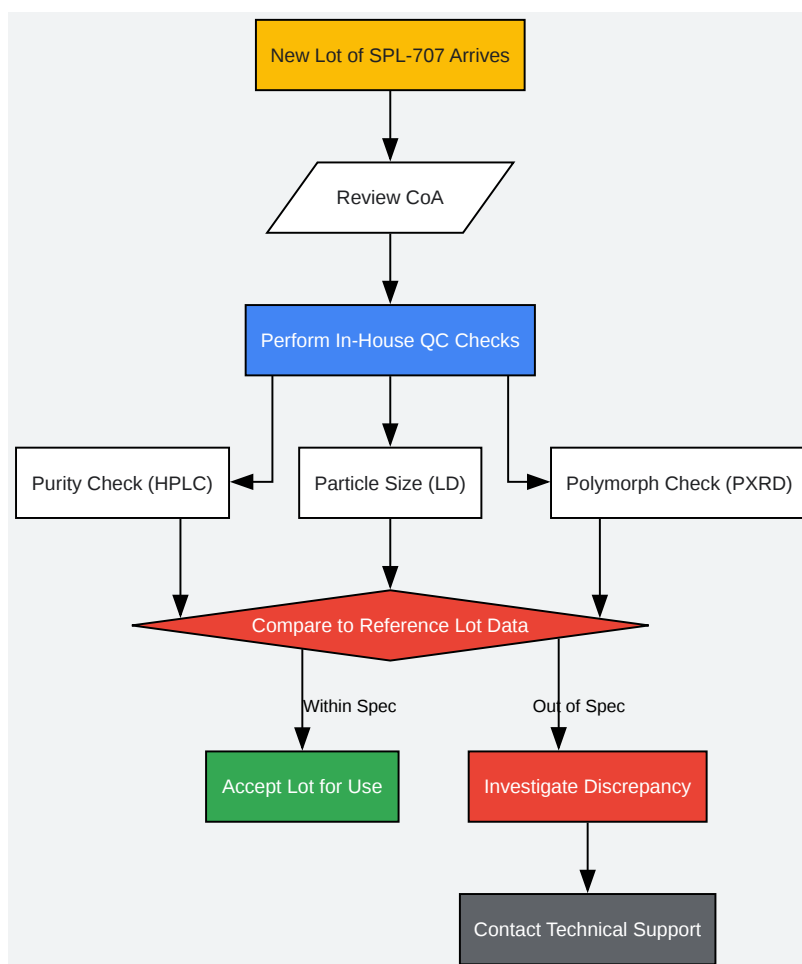 New Lot of SPL-707 Arrives
Review CoA
Perform In-House QC Checks
Purity Check (HPLC)
Particle Size (LD)
Polymorph Check (PXRD)
Compare to Reference Lot Data
Within Spec
Out of Spec
Accept Lot for Use
Investigate Discrepancy
Contact Technical Support